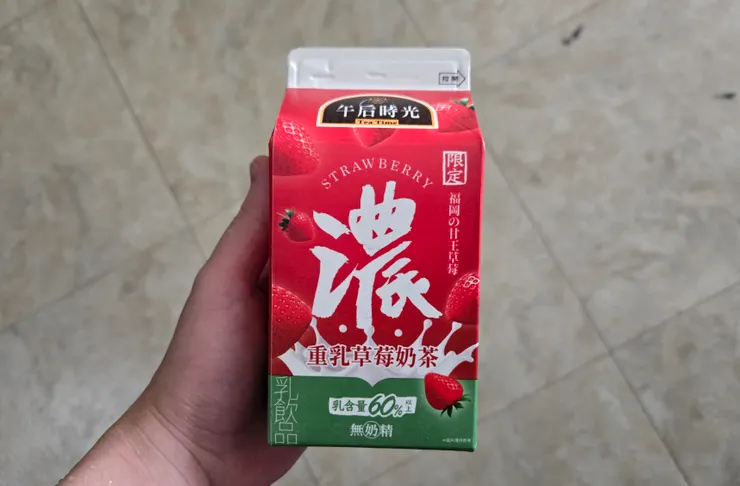 拉開
午后時光
Tea Time
STRAWBERRY
限定
福岡の甘王草莓
濃
重乳草莓奶茶
乳飲品
乳含量60%以上
無奶精